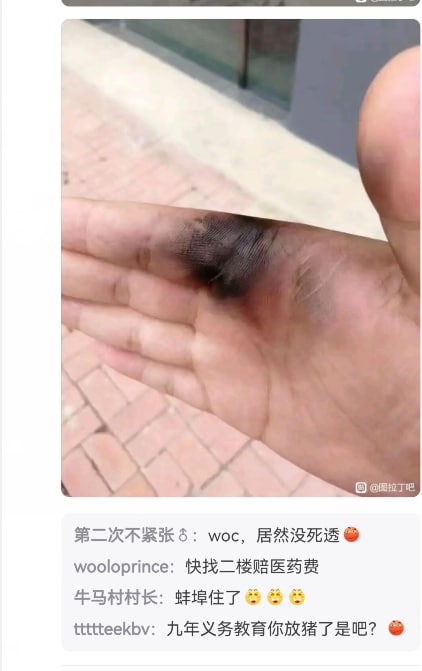 @图拉丁吧
第二次不紧张♂：woc，居然没死透
wooloprince：快找二楼赔医药费
牛马村村长：蚌埠住了
ttttteekbv：九年义务教育你放猪了是吧？